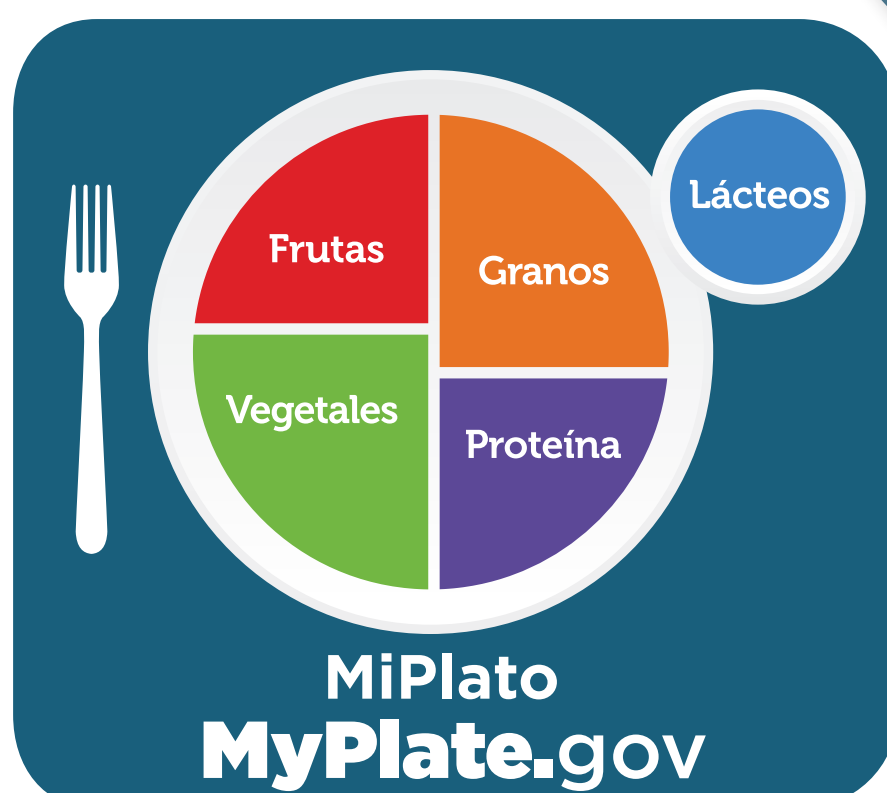 Frutas
Granos
Lácteos
Vegetales
Proteína
MiPlato
MyPlate.gov